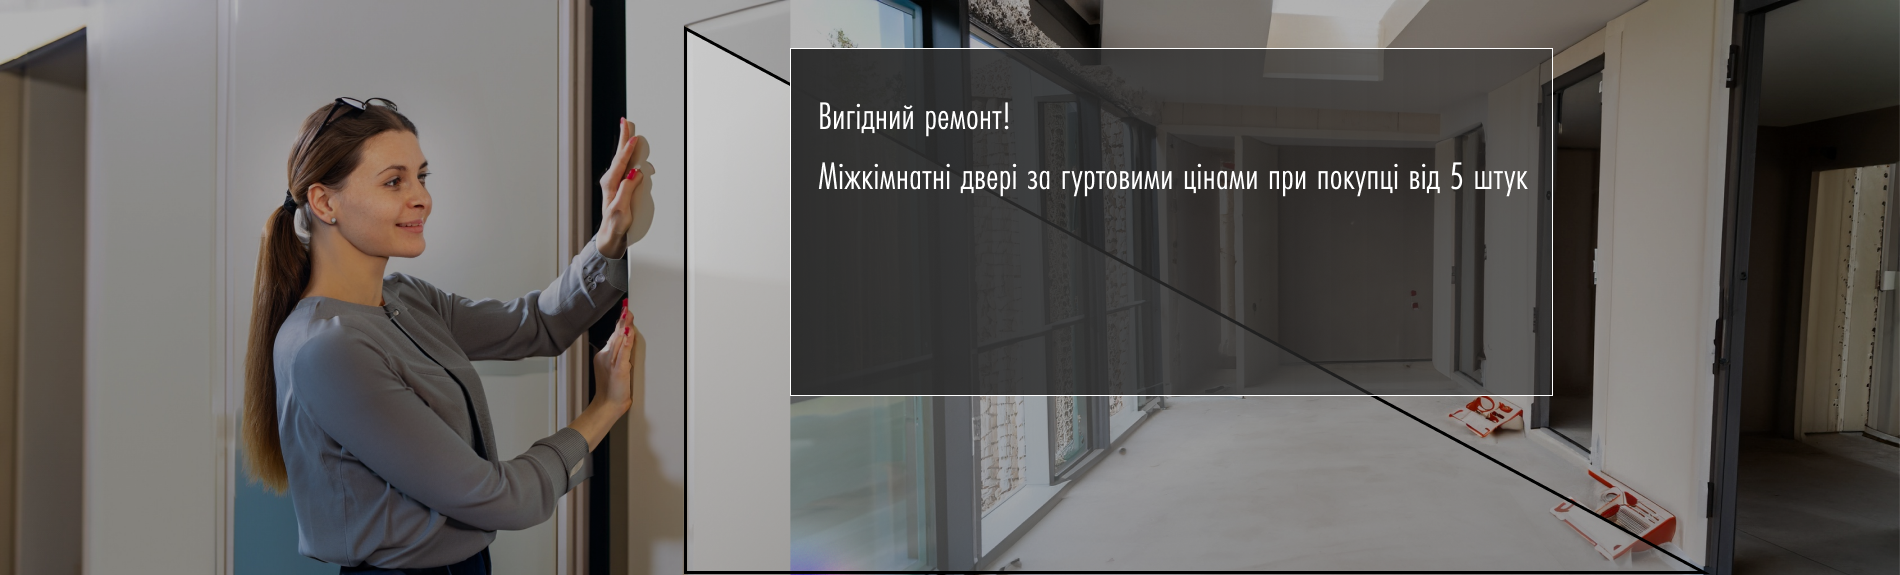 Вигідний ремонт!
Міжкімнатні двері за гуртовими цінами при покупці від 5 штук